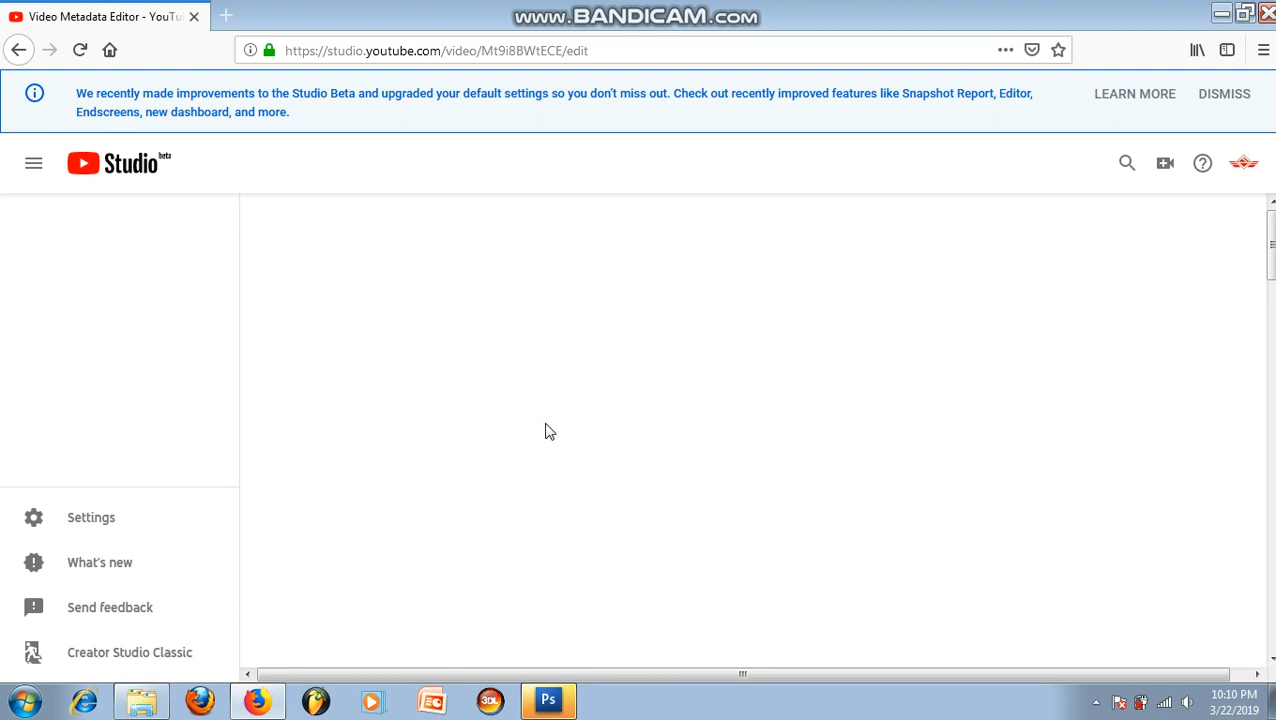 Video Metadata Editor - YouTu
www.BANDICAM.com
https://studio.youtube.com/video/Mt9i8BWtECE/edit
We recently made improvements to the Studio Beta and upgraded your default settings so you don't miss out. Check out recently improved features like Snapshot Report, Editor,
Endscreens, new dashboard, and more.
LEARN MORE
DISMISS
Studio beta
Settings
What's new
Send feedback
Creator Studio Classic
3DL
Ps
10:10 PM
3/22/2019